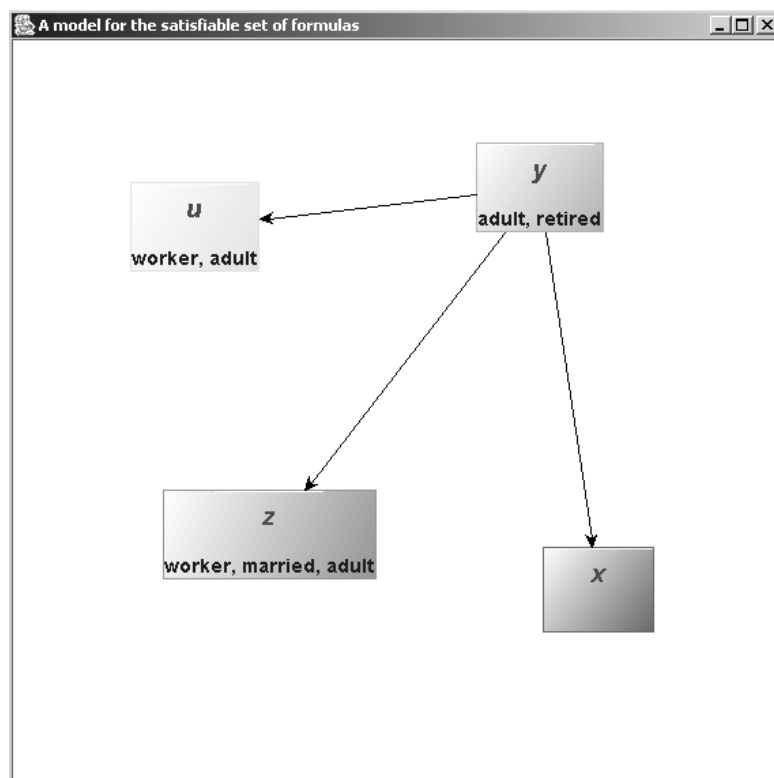 A model for the satisfiable set of formulas
y
adult, retired
u
worker, adult
z
worker, married, adult
x